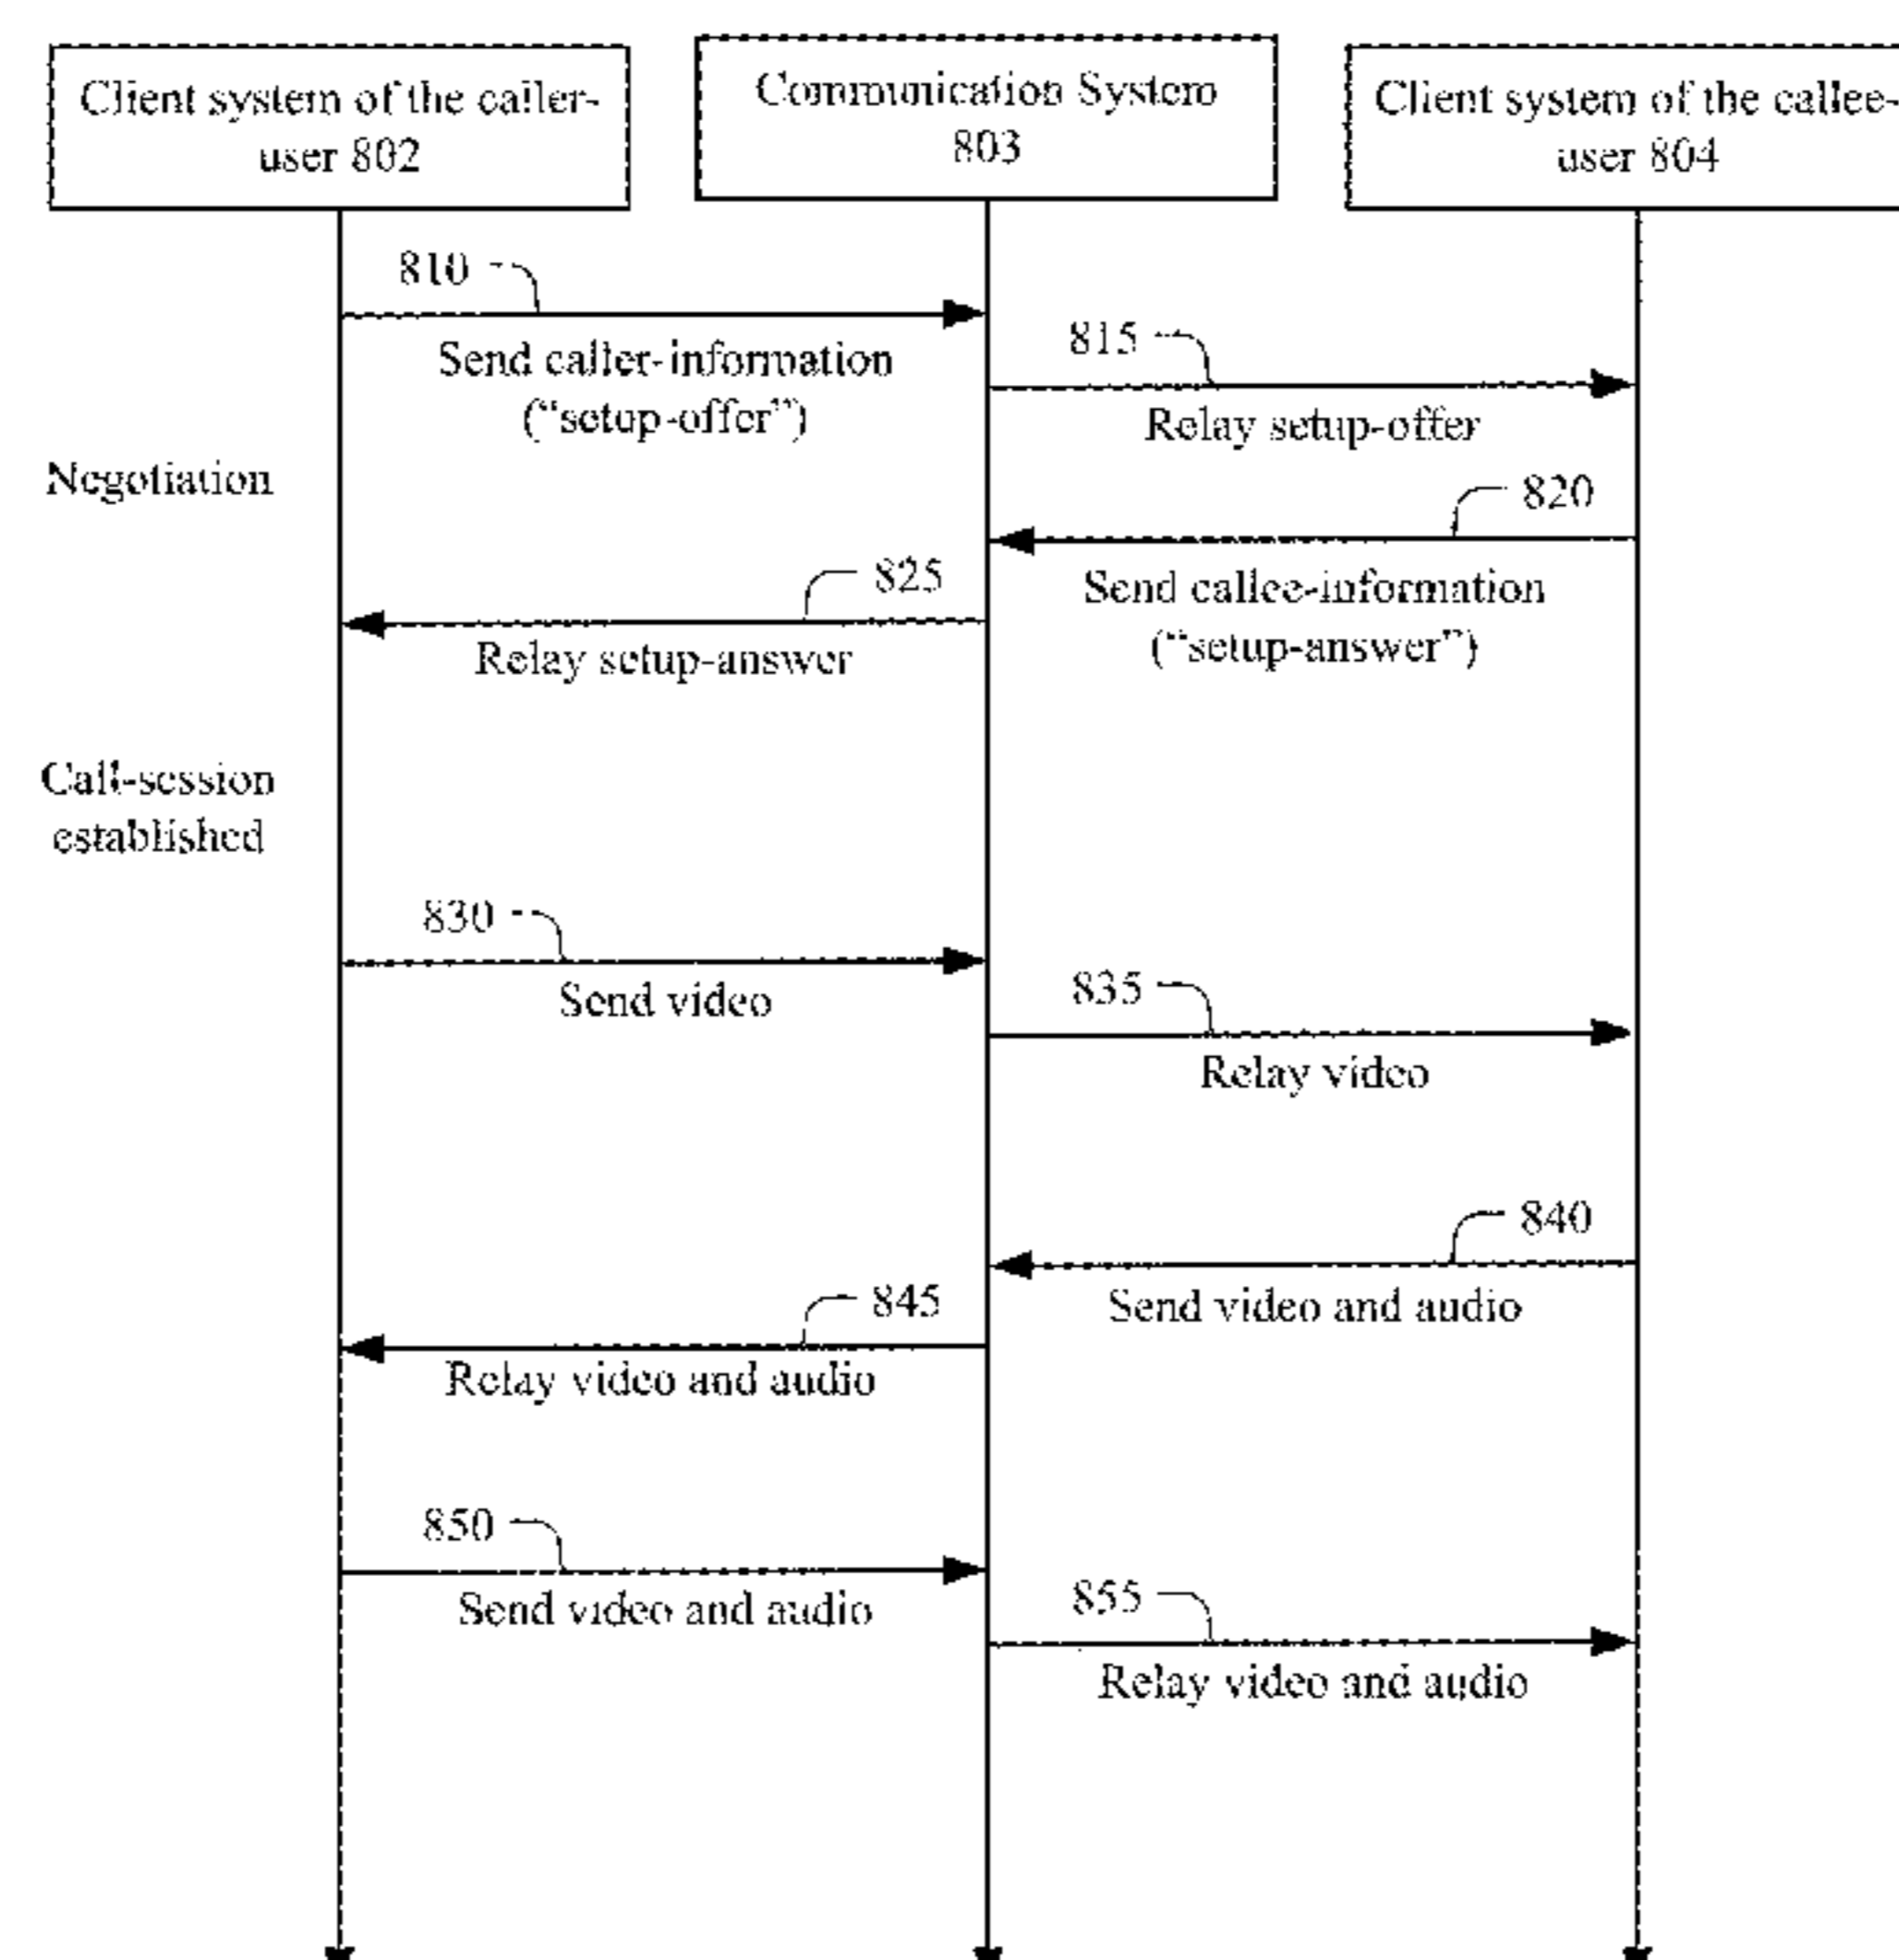 Client system of the caller-
user 802
Communication System
803
Client system of the callee-
user 804
810
Send caller-information
("setup-offer")
815
Relay setup-offer
Negotiation
820
Send callee-information
("setup-answer")
825
Relay setup-answer
Call-session
established
830
Send video
835
Relay video
840
Send video and audio
845
Relay video and audio
850
Send video and audio
855
Relay video and audio